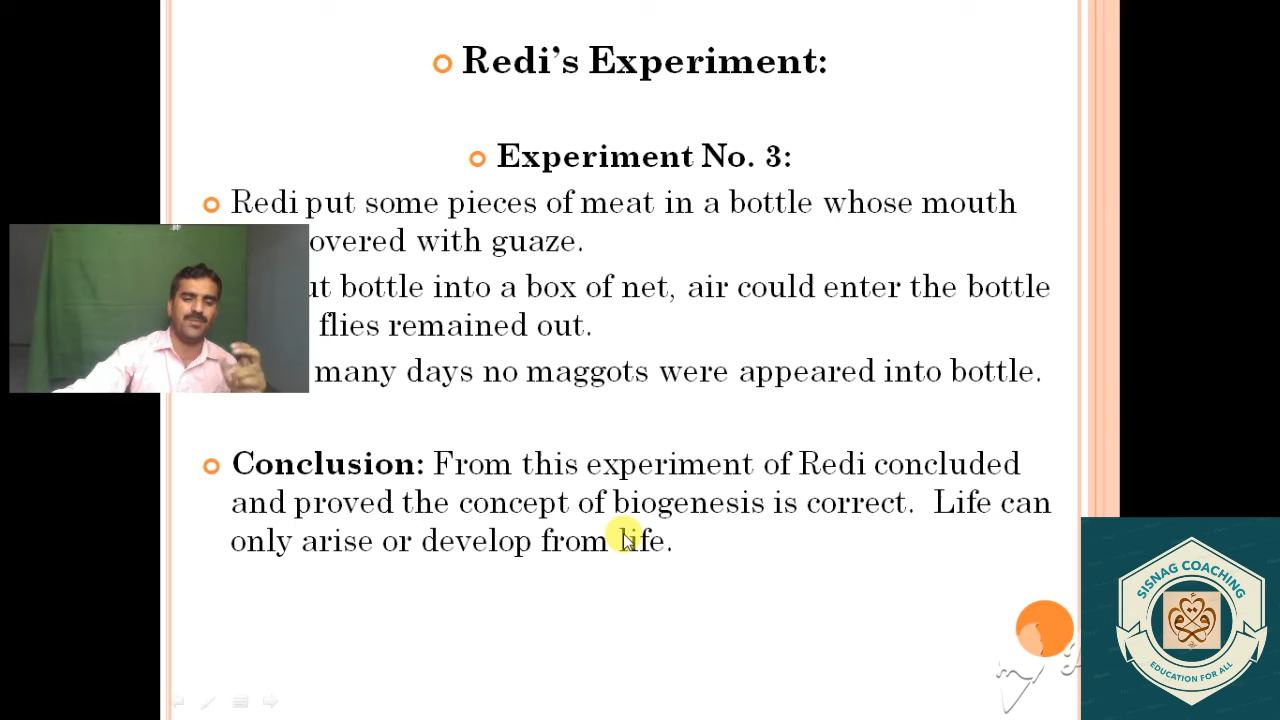 Redi’s Experiment:
Experiment No. 3:
Redi put some pieces of meat in a bottle whose mouth
overed with guaze.
ut bottle into a box of net, air could enter the bottle
flies remained out.
many days no maggots were appeared into bottle.
Conclusion: From this experiment of Redi concluded
and proved the concept of biogenesis is correct. Life can
only arise or develop from life.
SISNAG COACHING
EDUCATION FOR ALL